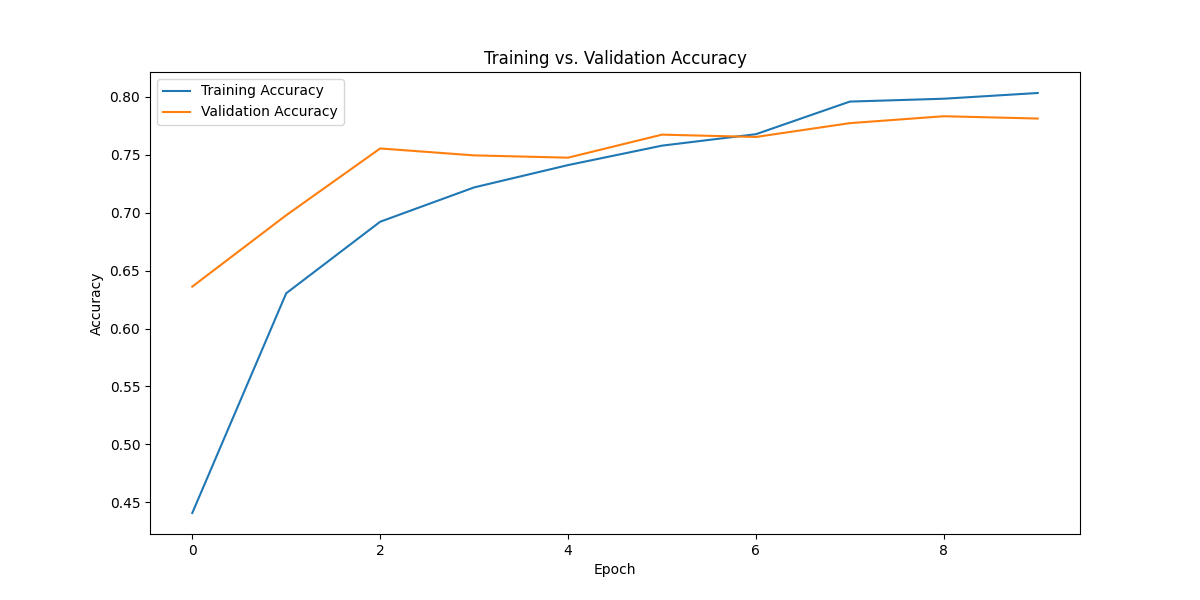 Training vs. Validation Accuracy
Training Accuracy
Validation Accuracy
0.80
0.75
0.70
0.65
0.60
0.55
0.50
0.45
Accuracy
0 2 4 6 8
Epoch